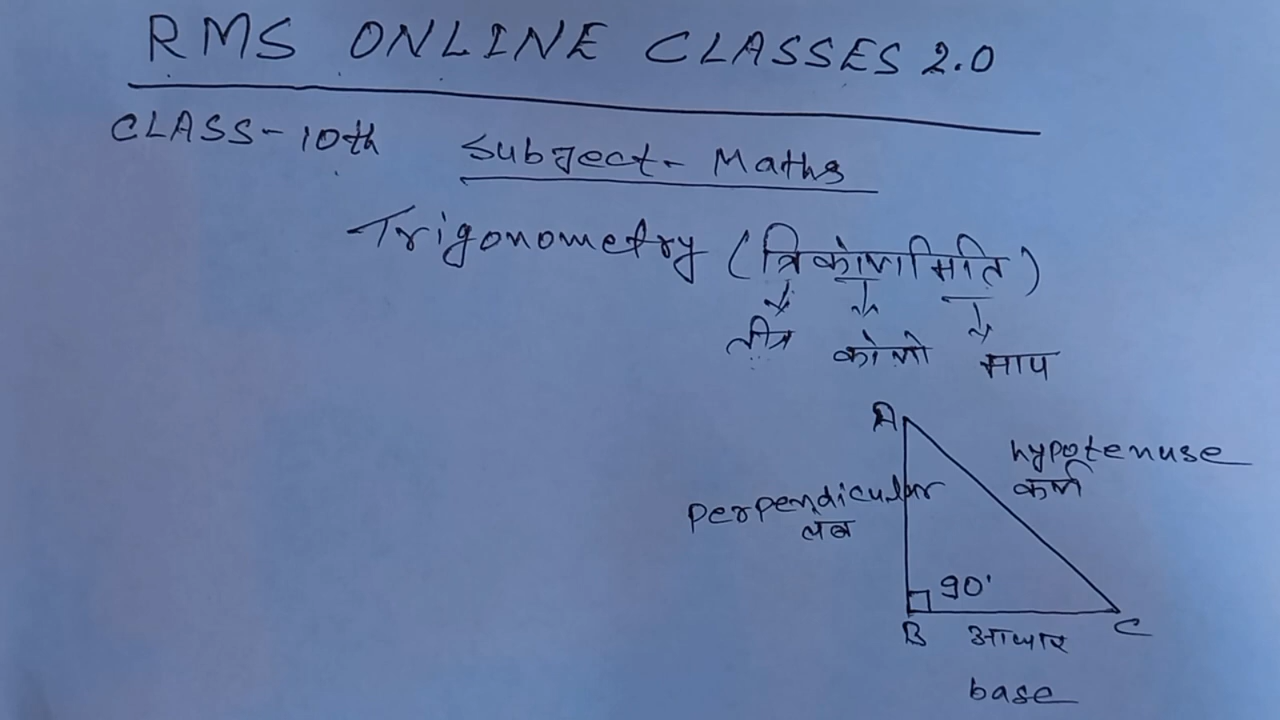 RMS ONLINE CLASSES 2.0
CLASS-10th Subject- Maths
Trigonometry (त्रिकोणमिति)
तीन कोणो माप
A
hypotenuse
कर्ण
perpendicular
लंब
90'
B आधार C
base